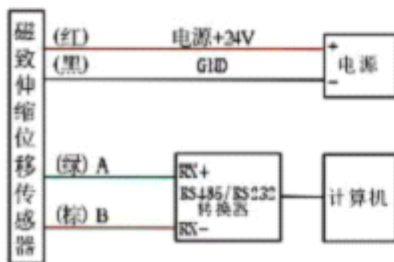 磁致伸缩位移传感器
(红) 电源+24V
(黑) GND
+
电源
-
(绿) A
RX+
RS485/RS232
转换器
RX-
(棕) B
计算机